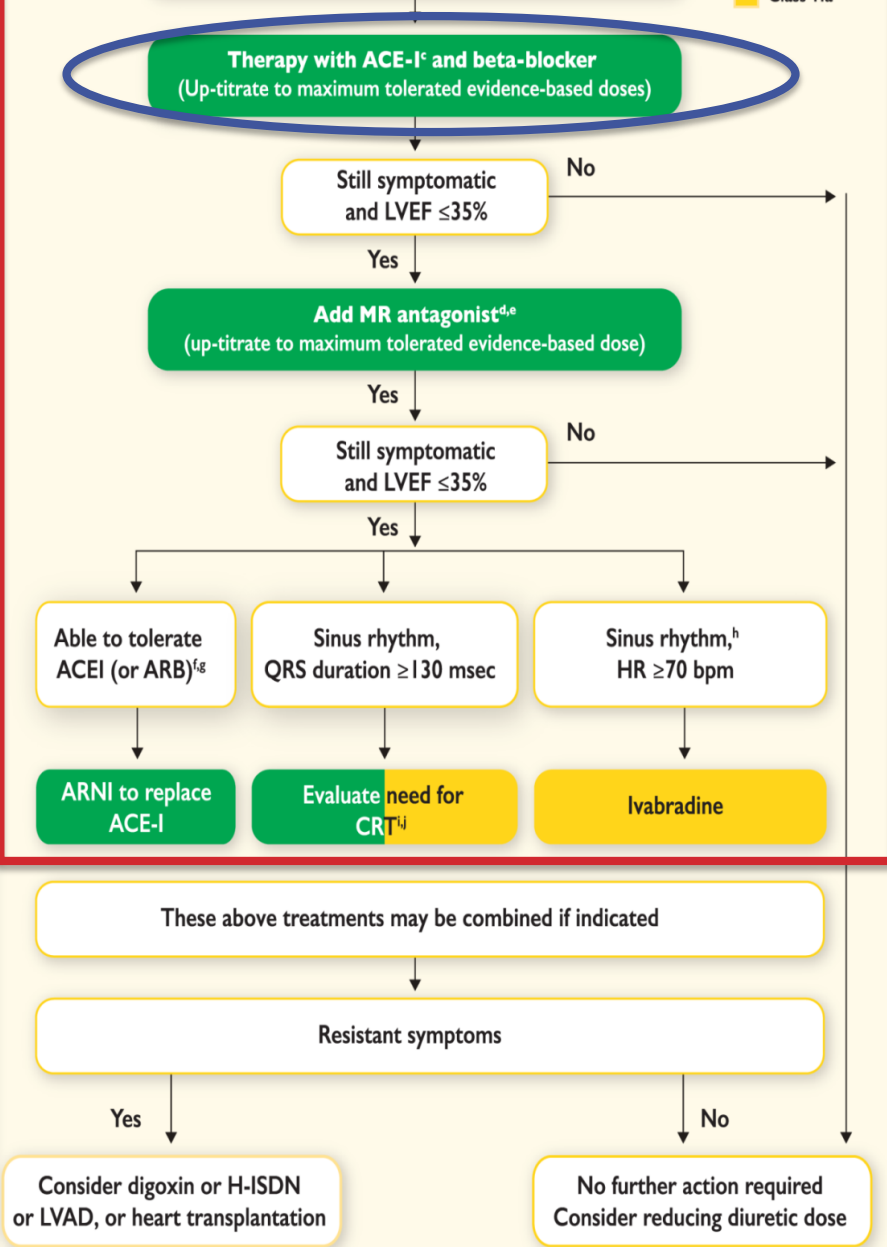 Therapy with ACE-Iᶜ and beta-blocker
(Up-titrate to maximum tolerated evidence-based doses)
No
Still symptomatic
and LVEF ≤35%
Yes
Add MR antagonistᵈ,ᵉ
(up-titrate to maximum tolerated evidence-based dose)
Yes
No
Still symptomatic
and LVEF ≤35%
Yes
Able to tolerate
ACEI (or ARB)ᶠ,ᵍ
Sinus rhythm,
QRS duration ≥130 msec
Sinus rhythm,ʰ
HR ≥70 bpm
ARNI to replace
ACE-I
Evaluate need for
CRTⁱ,ʲ
Ivabradine
These above treatments may be combined if indicated
Resistant symptoms
Yes
No
Consider digoxin or H-ISDN
or LVAD, or heart transplantation
No further action required
Consider reducing diuretic dose